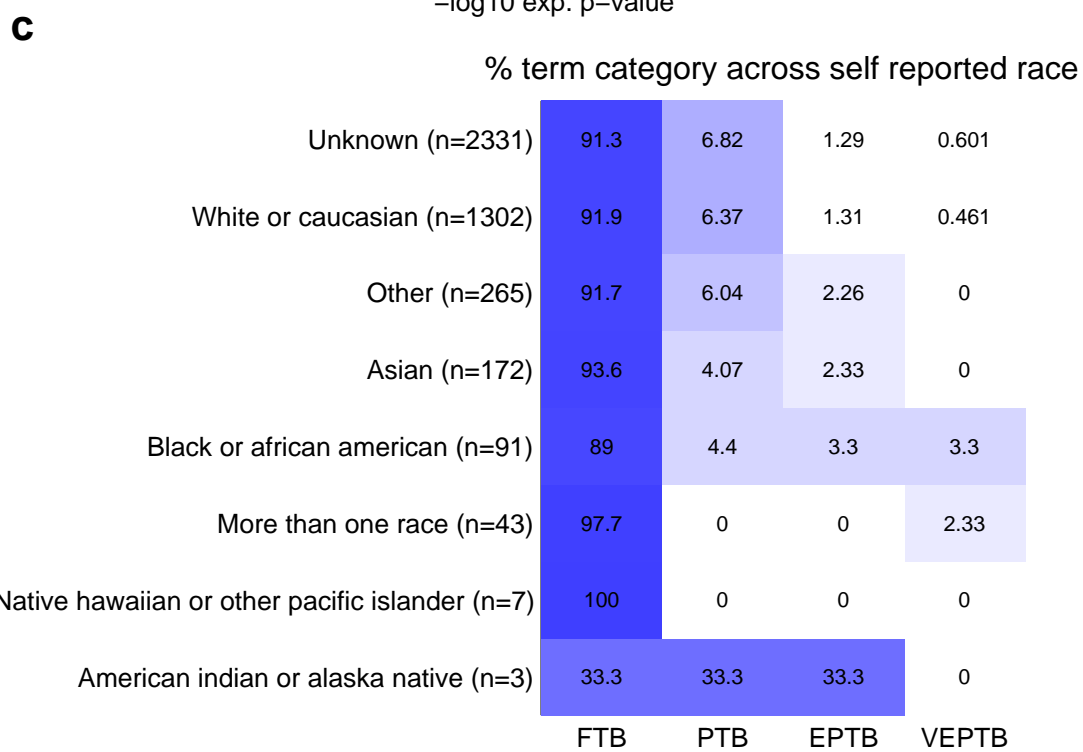 −log10 exp. p−value
c
% term category across self reported race
Unknown (n=2331) 91.3 6.82 1.29 0.601
White or caucasian (n=1302) 91.9 6.37 1.31 0.461
Other (n=265) 91.7 6.04 2.26 0
Asian (n=172) 93.6 4.07 2.33 0
Black or african american (n=91) 89 4.4 3.3 3.3
More than one race (n=43) 97.7 0 0 2.33
Native hawaiian or other pacific islander (n=7) 100 0 0 0
American indian or alaska native (n=3) 33.3 33.3 33.3 0
FTB PTB EPTB VEPTB